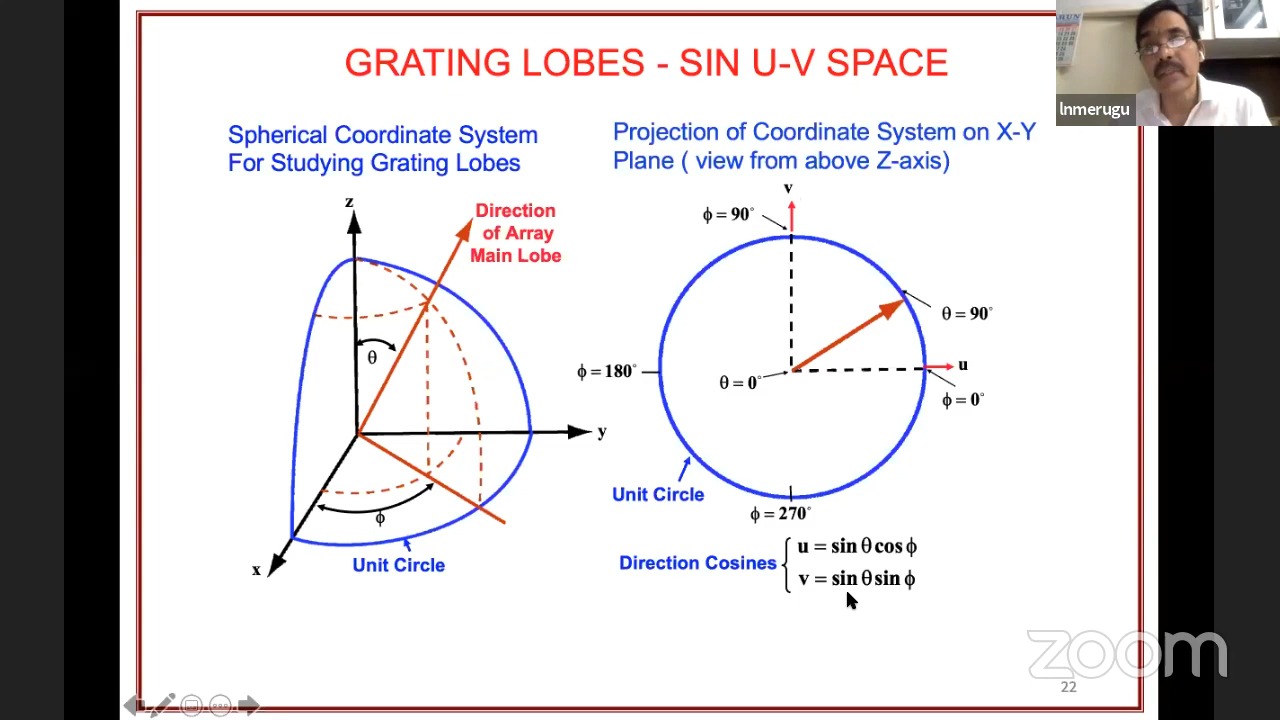 GRATING LOBES - SIN U-V SPACE
lnmerugu
Spherical Coordinate System
For Studying Grating Lobes
Projection of Coordinate System on X-Y
Plane ( view from above Z-axis)
z
Direction
of Array
Main Lobe
θ
y
ϕ
x
Unit Circle
v
ϕ = 90°
θ = 90°
u
ϕ = 180°
θ = 0°
ϕ = 0°
Unit Circle
ϕ = 270°
Direction Cosines
u = sin θ cos ϕ
v = sin θ sin ϕ
zoom
22